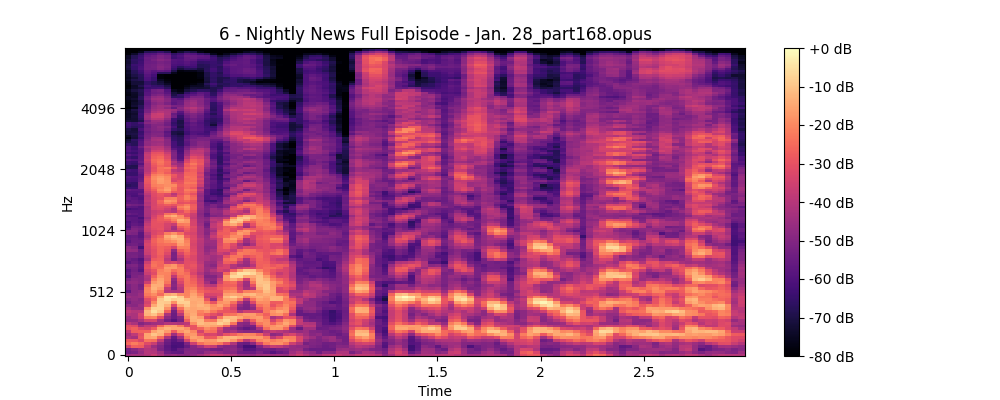 6 - Nightly News Full Episode - Jan. 28_part168.opus
Hz
4096
2048
1024
512
0
0 0.5 1 1.5 2 2.5
Time
+0 dB
-10 dB
-20 dB
-30 dB
-40 dB
-50 dB
-60 dB
-70 dB
-80 dB